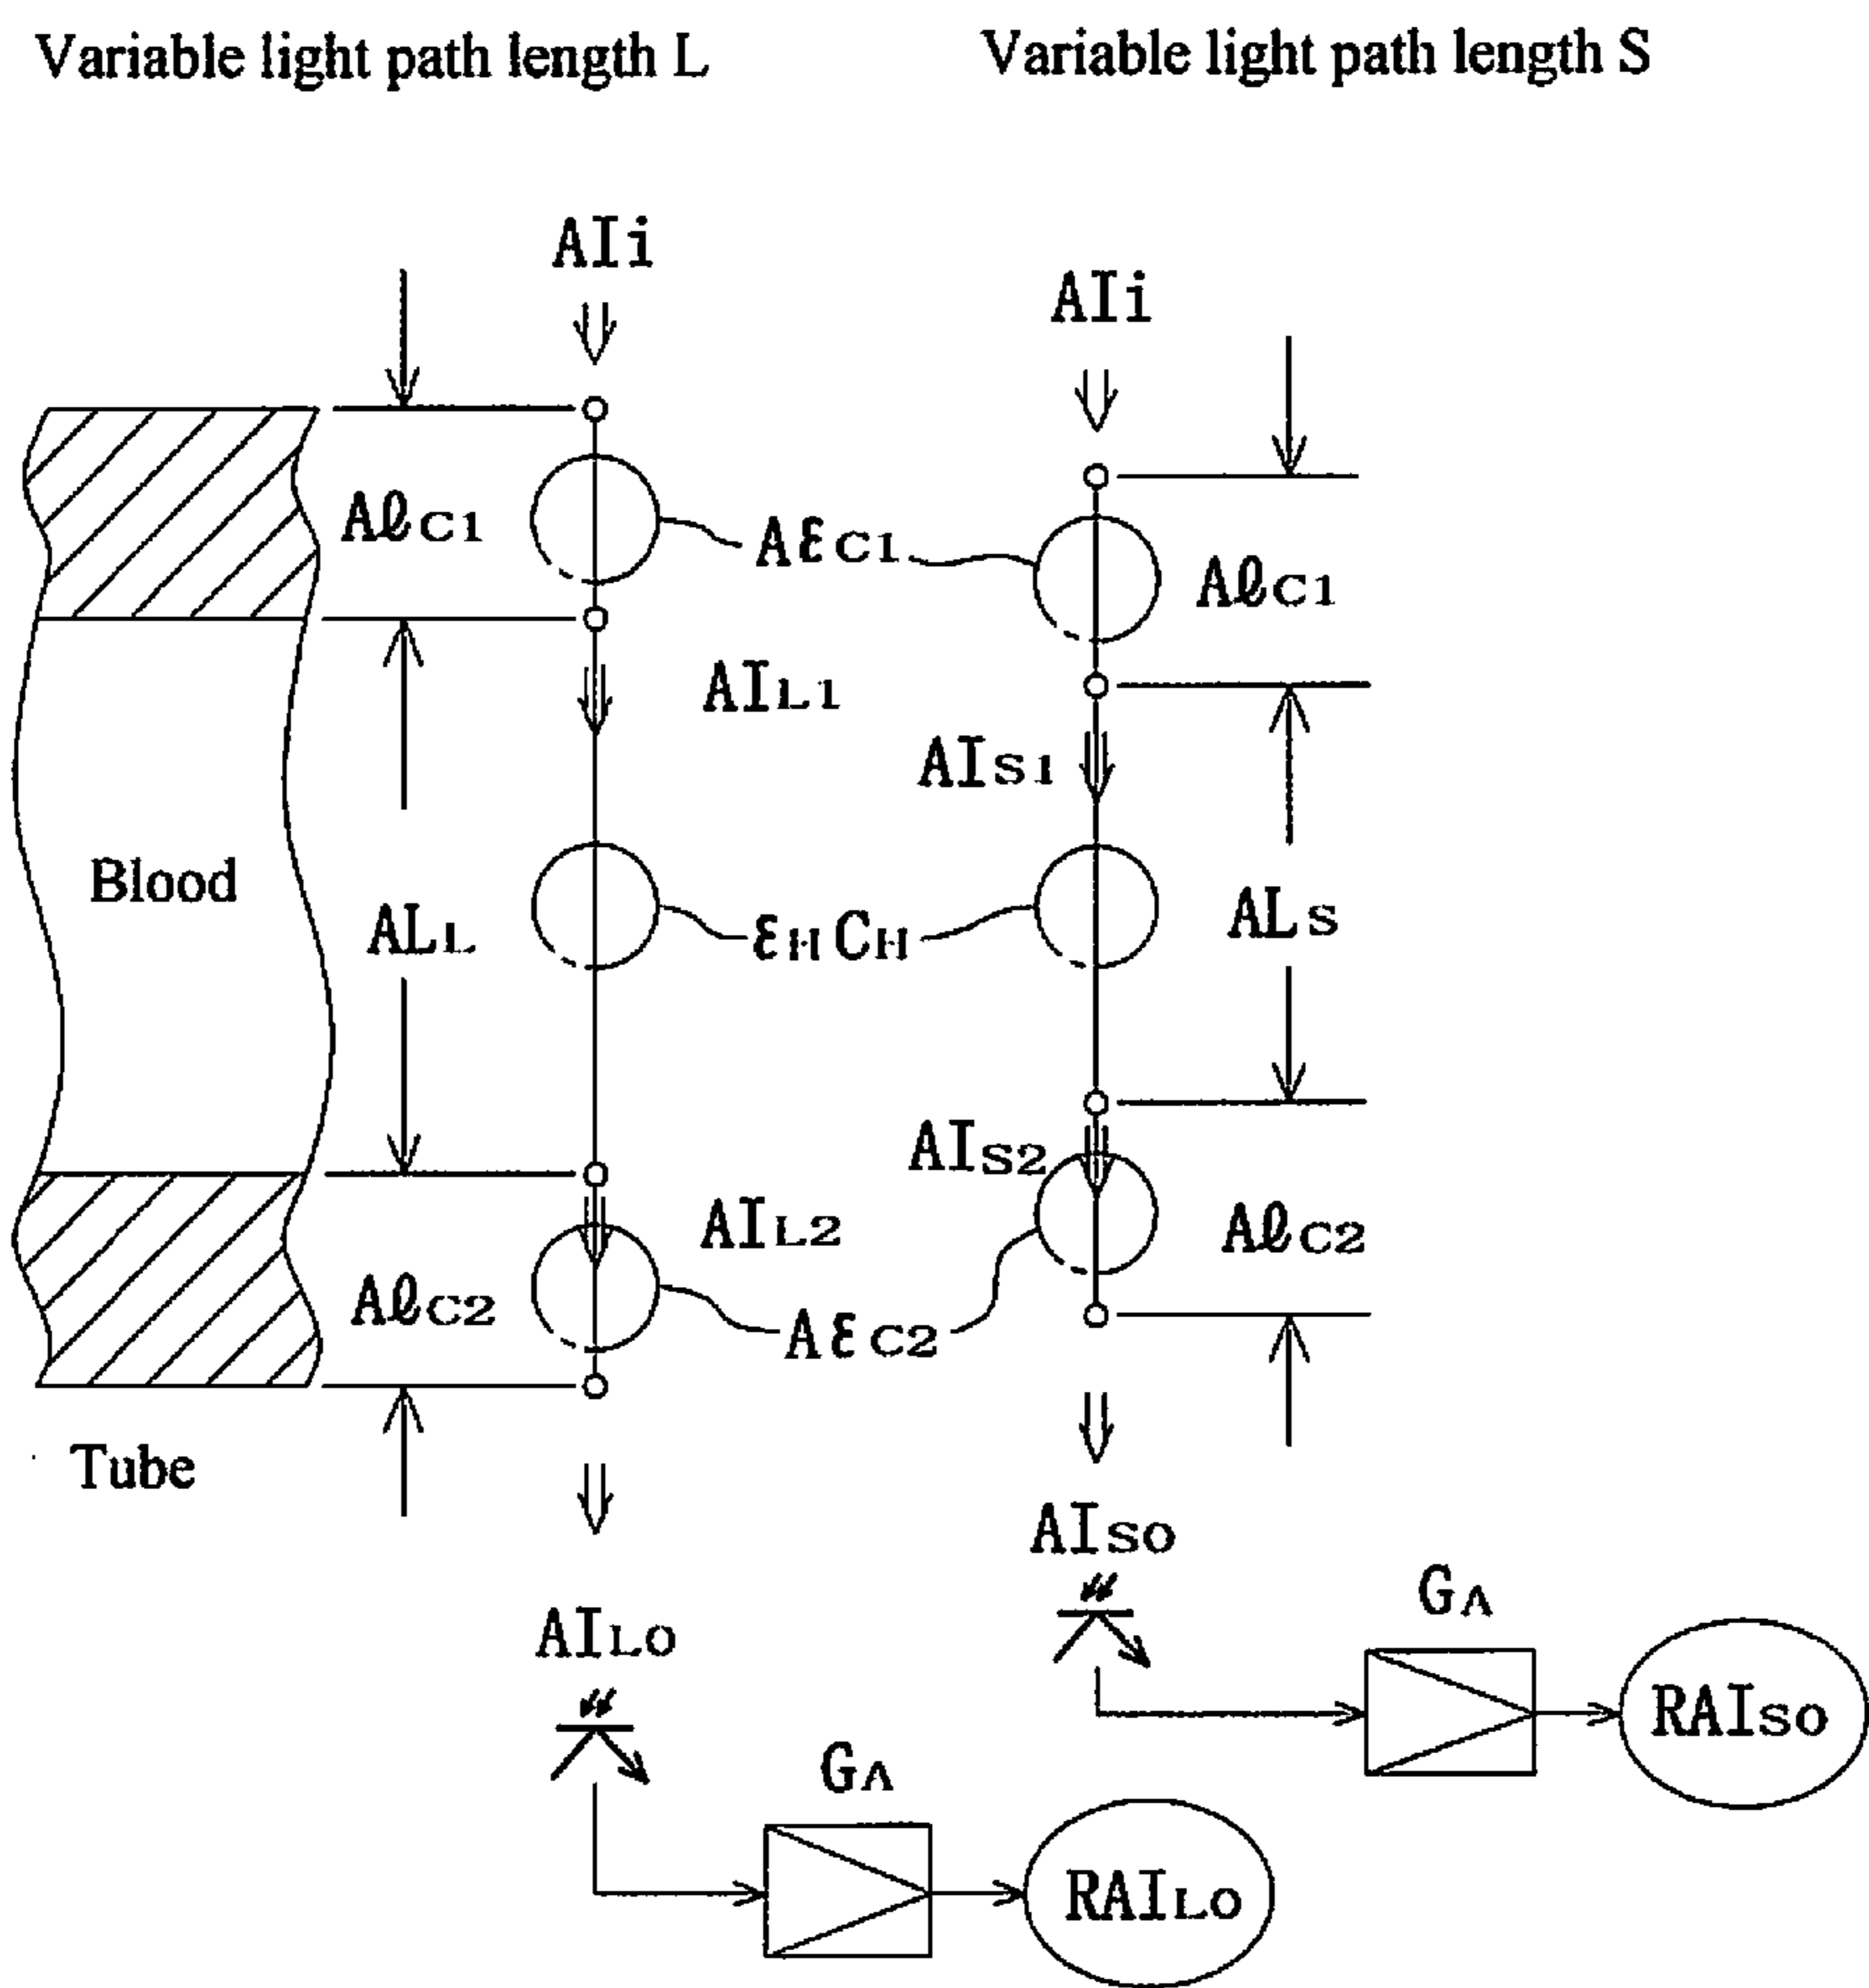 Variable light path length L
Variable light path length S
AIi
AIi
AℓC1
AεC1
AℓC1
AIL1
AIS1
Blood
ALL
εHCH
ALS
AIS2
AIL2
AℓC2
AℓC2
AεC2
Tube
AISO
GA
AILO
RAISO
GA
RAILO